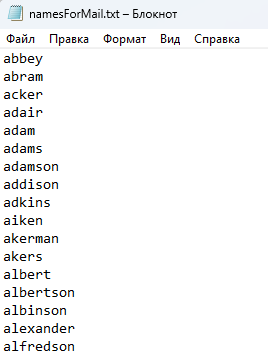 namesForMail.txt – Блокнот
Файл Правка Формат Вид Справка
abbey
abram
acker
adair
adam
adams
adamson
addison
adkins
aiken
akerman
akers
albert
albertson
albinson
alexander
alfredson